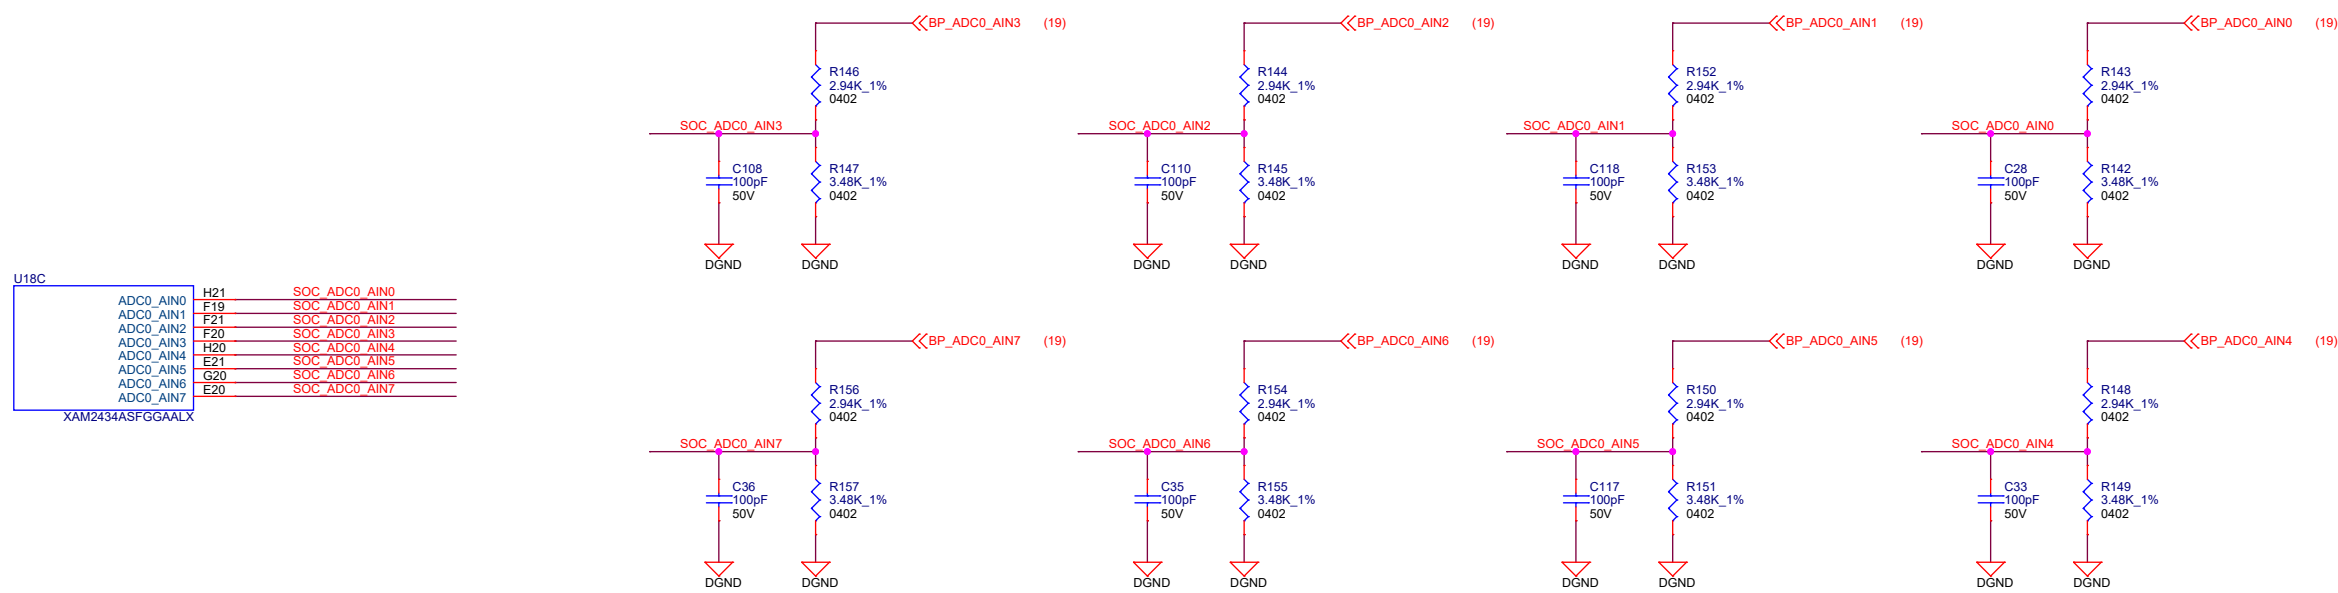 BP_ADC0_AIN3 (19)
R146
2.94K_1%
0402
SOC_ADC0_AIN3
C108
100pF
50V
R147
3.48K_1%
0402
DGND
DGND
BP_ADC0_AIN2 (19)
R144
2.94K_1%
0402
SOC_ADC0_AIN2
C110
100pF
50V
R145
3.48K_1%
0402
DGND
DGND
BP_ADC0_AIN1 (19)
R152
2.94K_1%
0402
SOC_ADC0_AIN1
C118
100pF
50V
R153
3.48K_1%
0402
DGND
DGND
BP_ADC0_AIN0 (19)
R143
2.94K_1%
0402
SOC_ADC0_AIN0
C28
100pF
50V
R142
3.48K_1%
0402
DGND
DGND
U18C
ADC0_AIN0 H21 SOC_ADC0_AIN0
ADC0_AIN1 F19 SOC_ADC0_AIN1
ADC0_AIN2 F21 SOC_ADC0_AIN2
ADC0_AIN3 F20 SOC_ADC0_AIN3
ADC0_AIN4 H20 SOC_ADC0_AIN4
ADC0_AIN5 E21 SOC_ADC0_AIN5
ADC0_AIN6 G20 SOC_ADC0_AIN6
ADC0_AIN7 E20 SOC_ADC0_AIN7
XAM2434ASFGGAALX
BP_ADC0_AIN7 (19)
R156
2.94K_1%
0402
SOC_ADC0_AIN7
C36
100pF
50V
R157
3.48K_1%
0402
DGND
DGND
BP_ADC0_AIN6 (19)
R154
2.94K_1%
0402
SOC_ADC0_AIN6
C35
100pF
50V
R155
3.48K_1%
0402
DGND
DGND
BP_ADC0_AIN5 (19)
R150
2.94K_1%
0402
SOC_ADC0_AIN5
C117
100pF
50V
R151
3.48K_1%
0402
DGND
DGND
BP_ADC0_AIN4 (19)
R148
2.94K_1%
0402
SOC_ADC0_AIN4
C33
100pF
50V
R149
3.48K_1%
0402
DGND
DGND